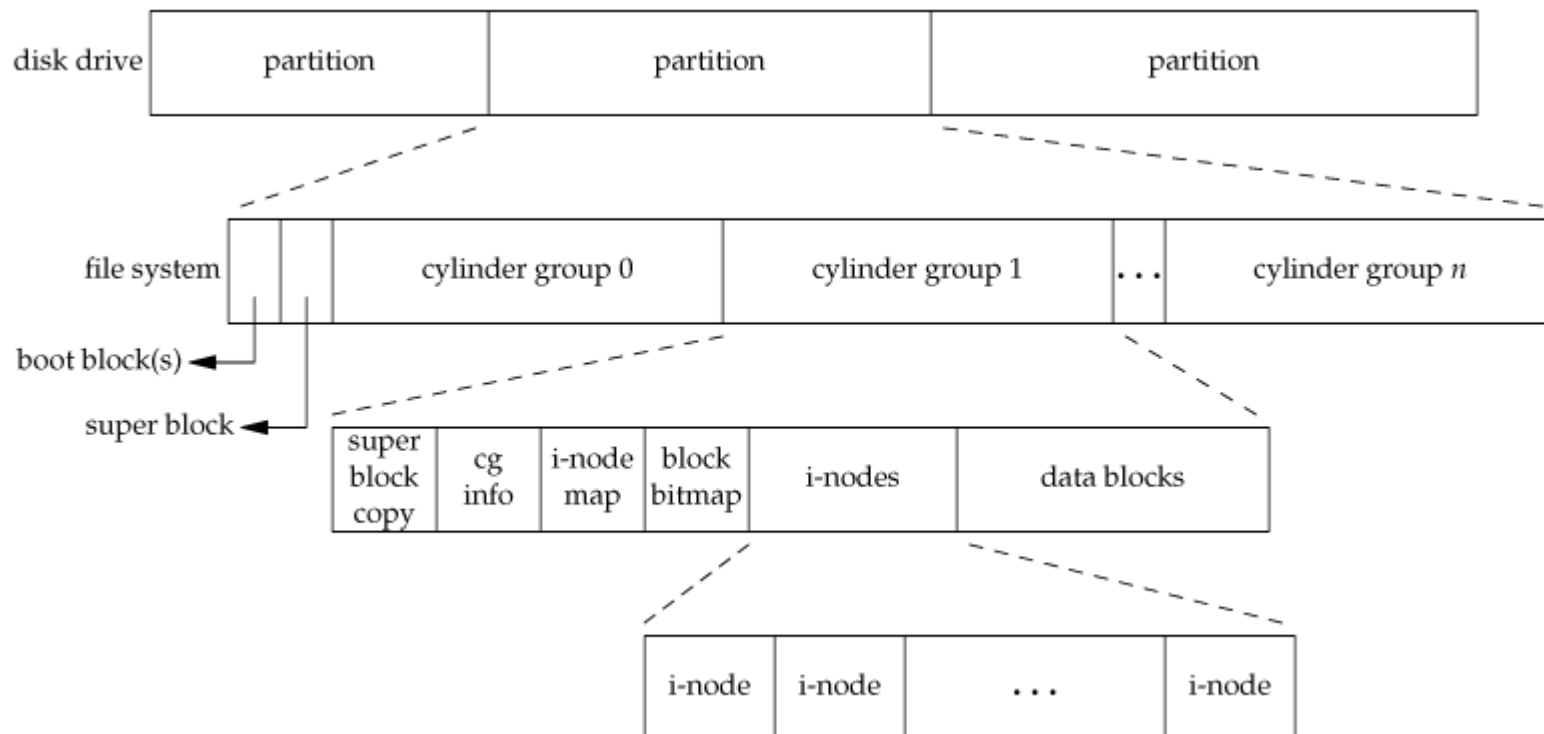 disk drive
partition
partition
partition
file system
cylinder group 0
cylinder group 1
...
cylinder group n
boot block(s)
super block
super
block
copy
cg
info
i-node
map
block
bitmap
i-nodes
data blocks
i-node
i-node
...
i-node